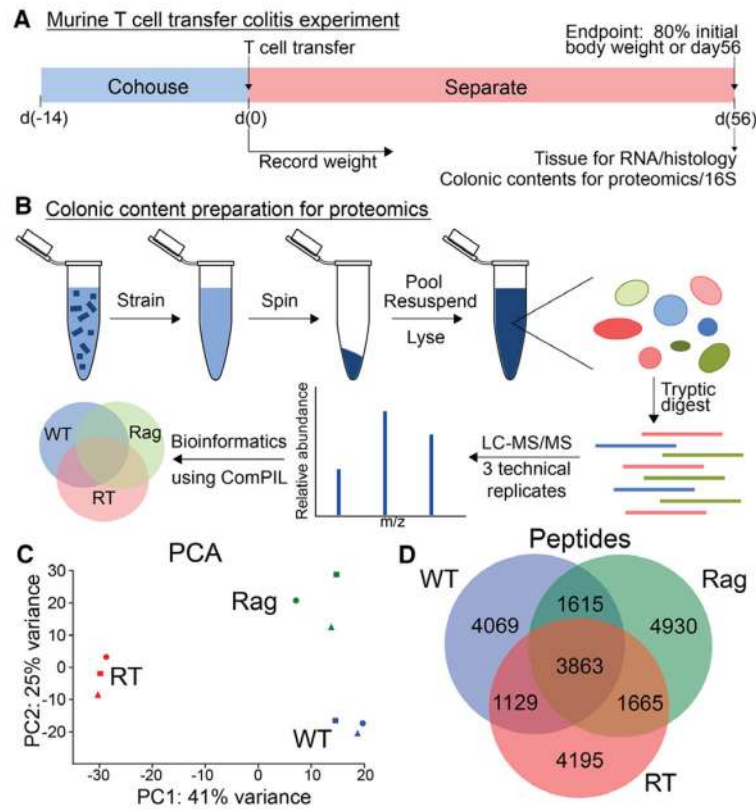 A Murine T cell transfer colitis experiment
T cell transfer
Endpoint: 80% initial
body weight or day56
Cohouse
Separate
d(-14)
d(0)
d(56)
Record weight
Tissue for RNA/histology
Colonic contents for proteomics/16S
B Colonic content preparation for proteomics
Strain
Spin
Pool
Resuspend
Lyse
Tryptic
digest
LC-MS/MS
3 technical
replicates
Relative abundance
m/z
Bioinformatics
using ComPIL
WT
Rag
RT
C
PCA
PC2: 25% variance
30
20
10
0
-10
-20
Rag
RT
WT
-30
-20
-10
0
10
20
PC1: 41% variance
D
Peptides
WT
Rag
1615
4069
4930
3863
1129
1665
4195
RT